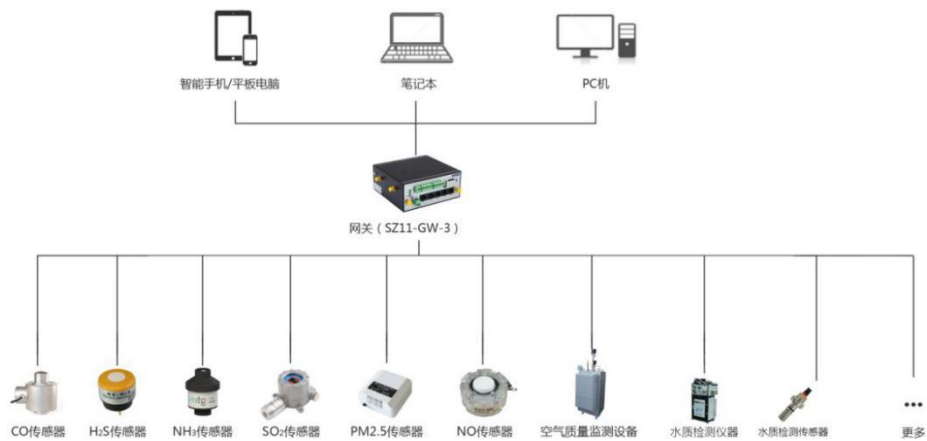 智能手机/平板电脑
笔记本
PC机
网关（SZ11-GW-3）
CO传感器
H₂S传感器
NH₃传感器
SO₂传感器
PM2.5传感器
NO传感器
空气质量监测设备
水质检测仪器
水质检测传感器
更多